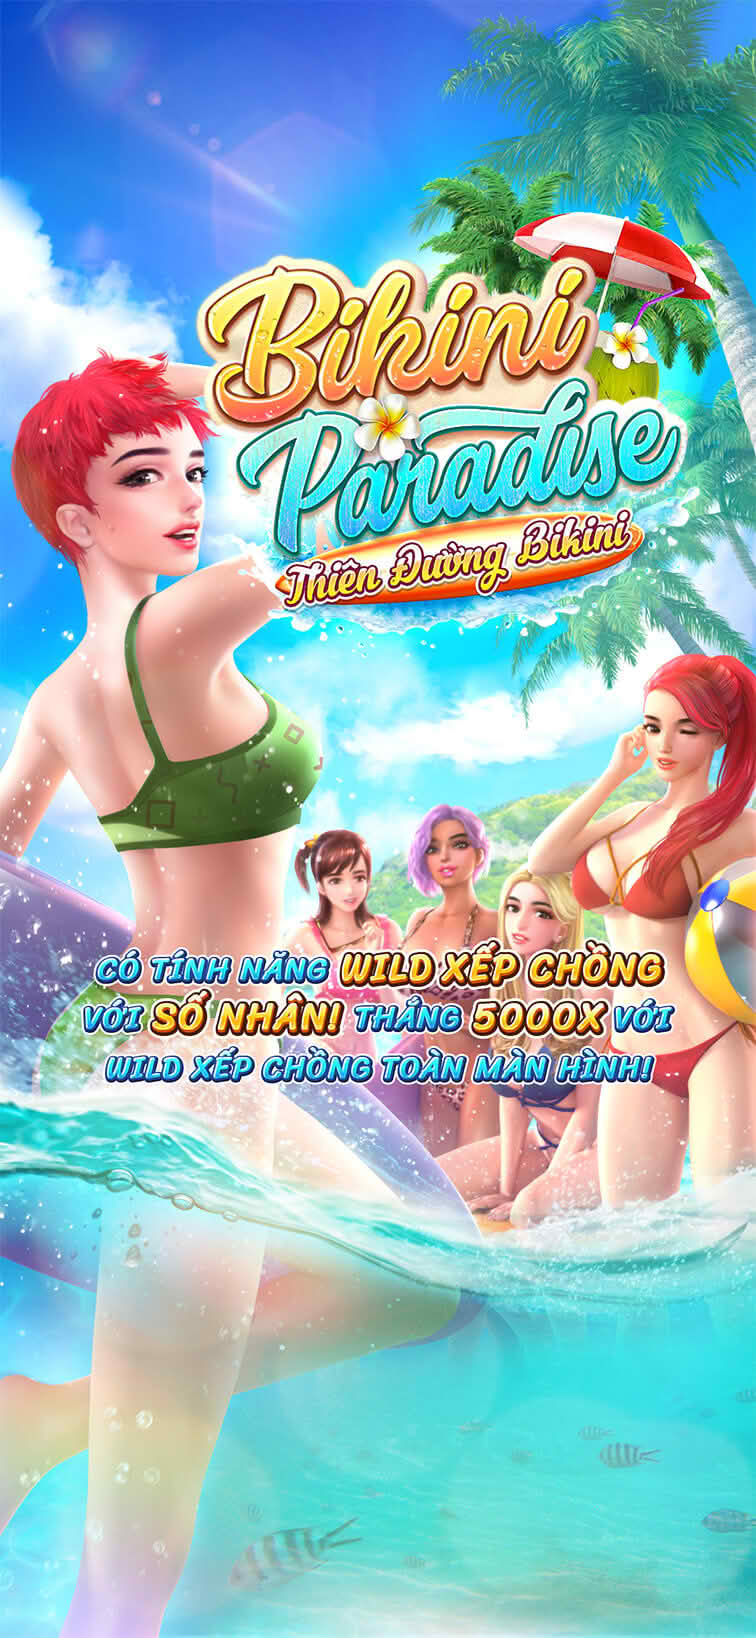 Bikini
Paradise
Thiên Đường Bikini
CÓ TÍNH NĂNG WILD XẾP CHỒNG
VỚI SỐ NHÂN! THẮNG 5000X VỚI
WILD XẾP CHỒNG TOÀN MÀN HÌNH!